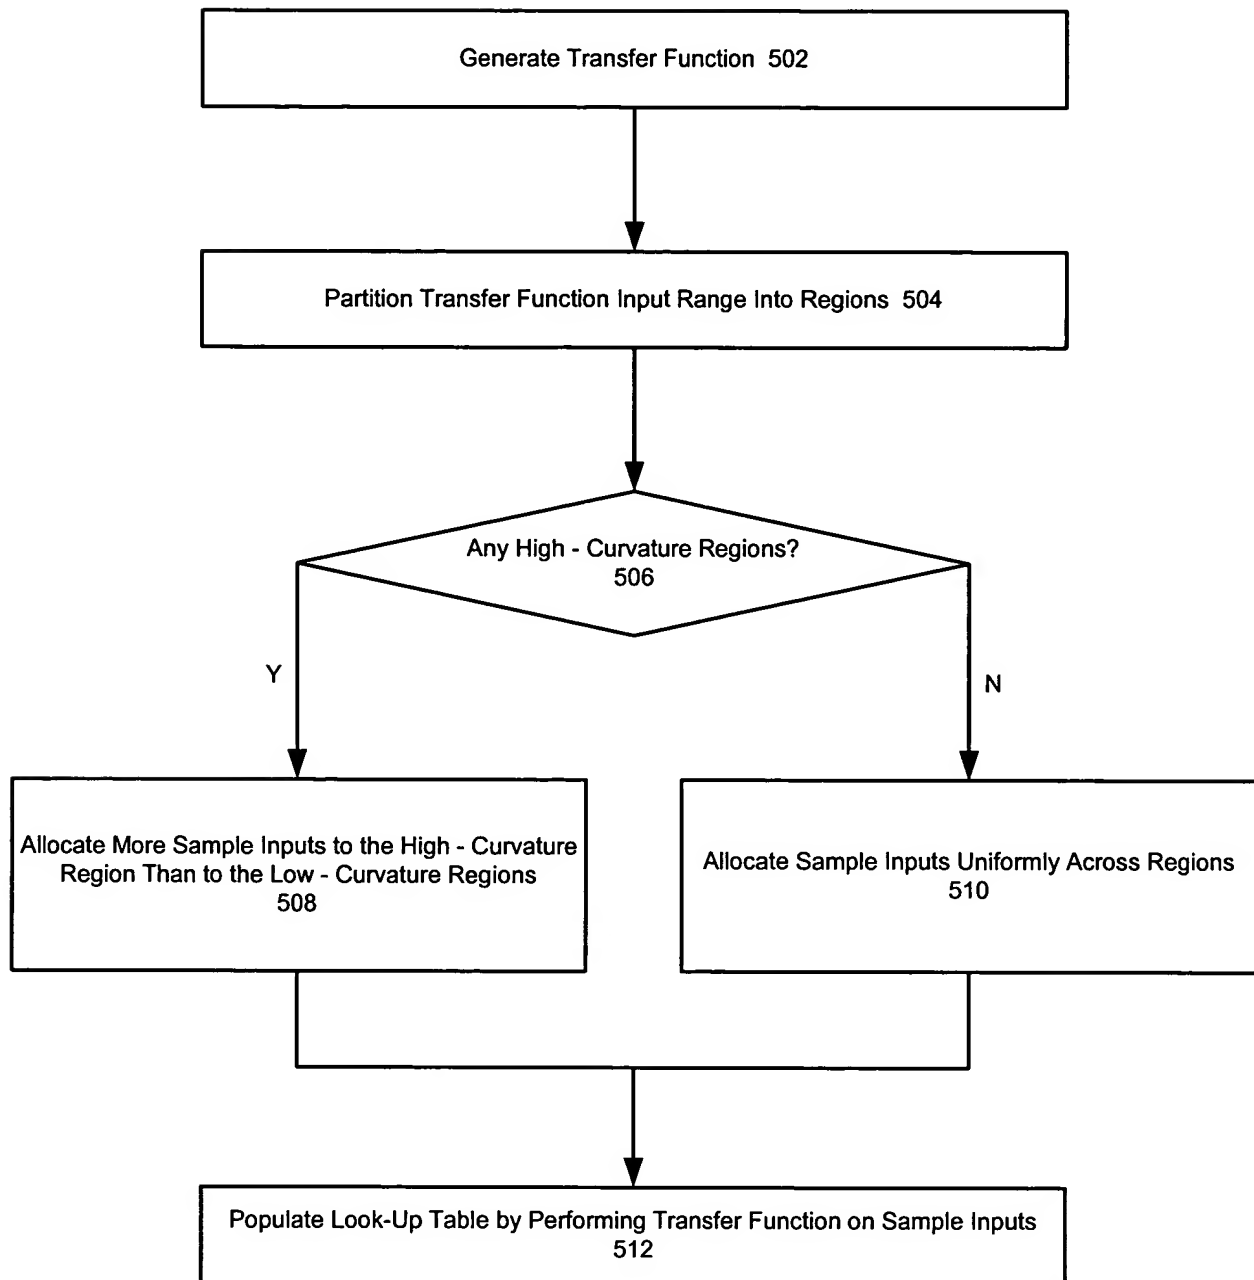 Generate Transfer Function 502
Partition Transfer Function Input Range Into Regions 504
Any High - Curvature Regions?
506
Y
N
Allocate More Sample Inputs to the High - Curvature
Region Than to the Low - Curvature Regions
508
Allocate Sample Inputs Uniformly Across Regions
510
Populate Look-Up Table by Performing Transfer Function on Sample Inputs
512